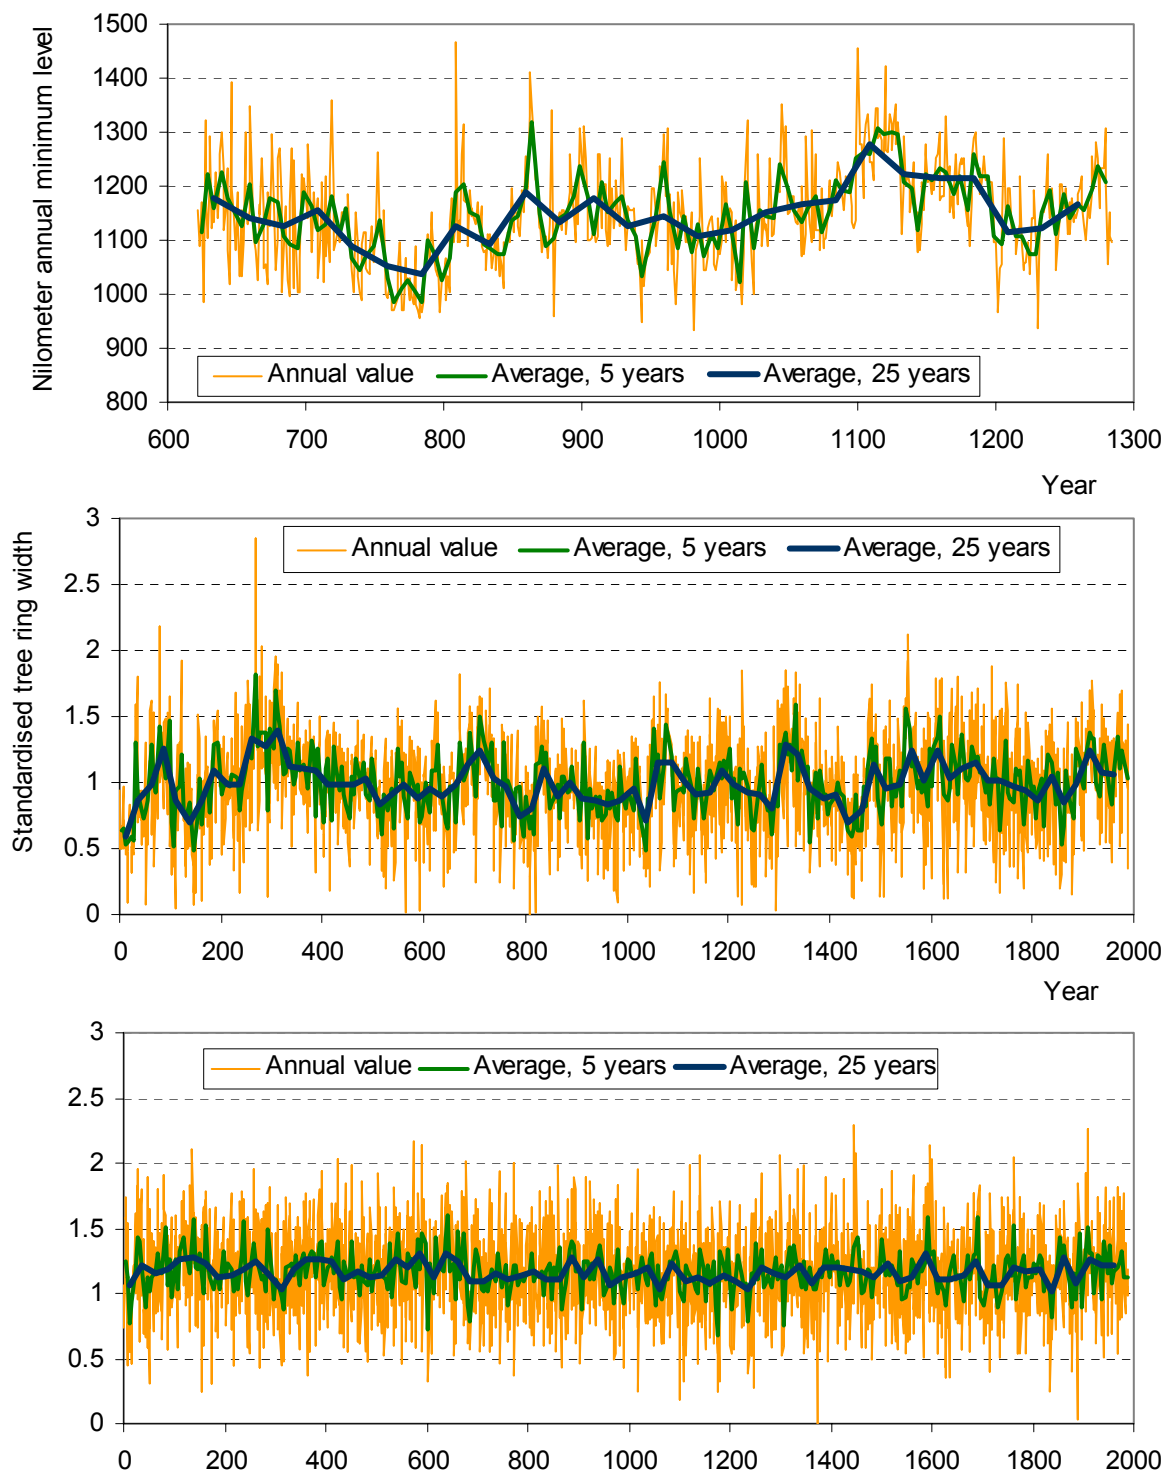 Nilometer annual minimum level
1500
1400
1300
1200
1100
1000
900
800
Annual value Average, 5 years Average, 25 years
600 700 800 900 1000 1100 1200 1300
Year
Standardised tree ring width
3
2.5
2
1.5
1
0.5
0
Annual value Average, 5 years Average, 25 years
0 200 400 600 800 1000 1200 1400 1600 1800 2000
Year
3
2.5
2
1.5
1
0.5
0
Annual value Average, 5 years Average, 25 years
0 200 400 600 800 1000 1200 1400 1600 1800 2000